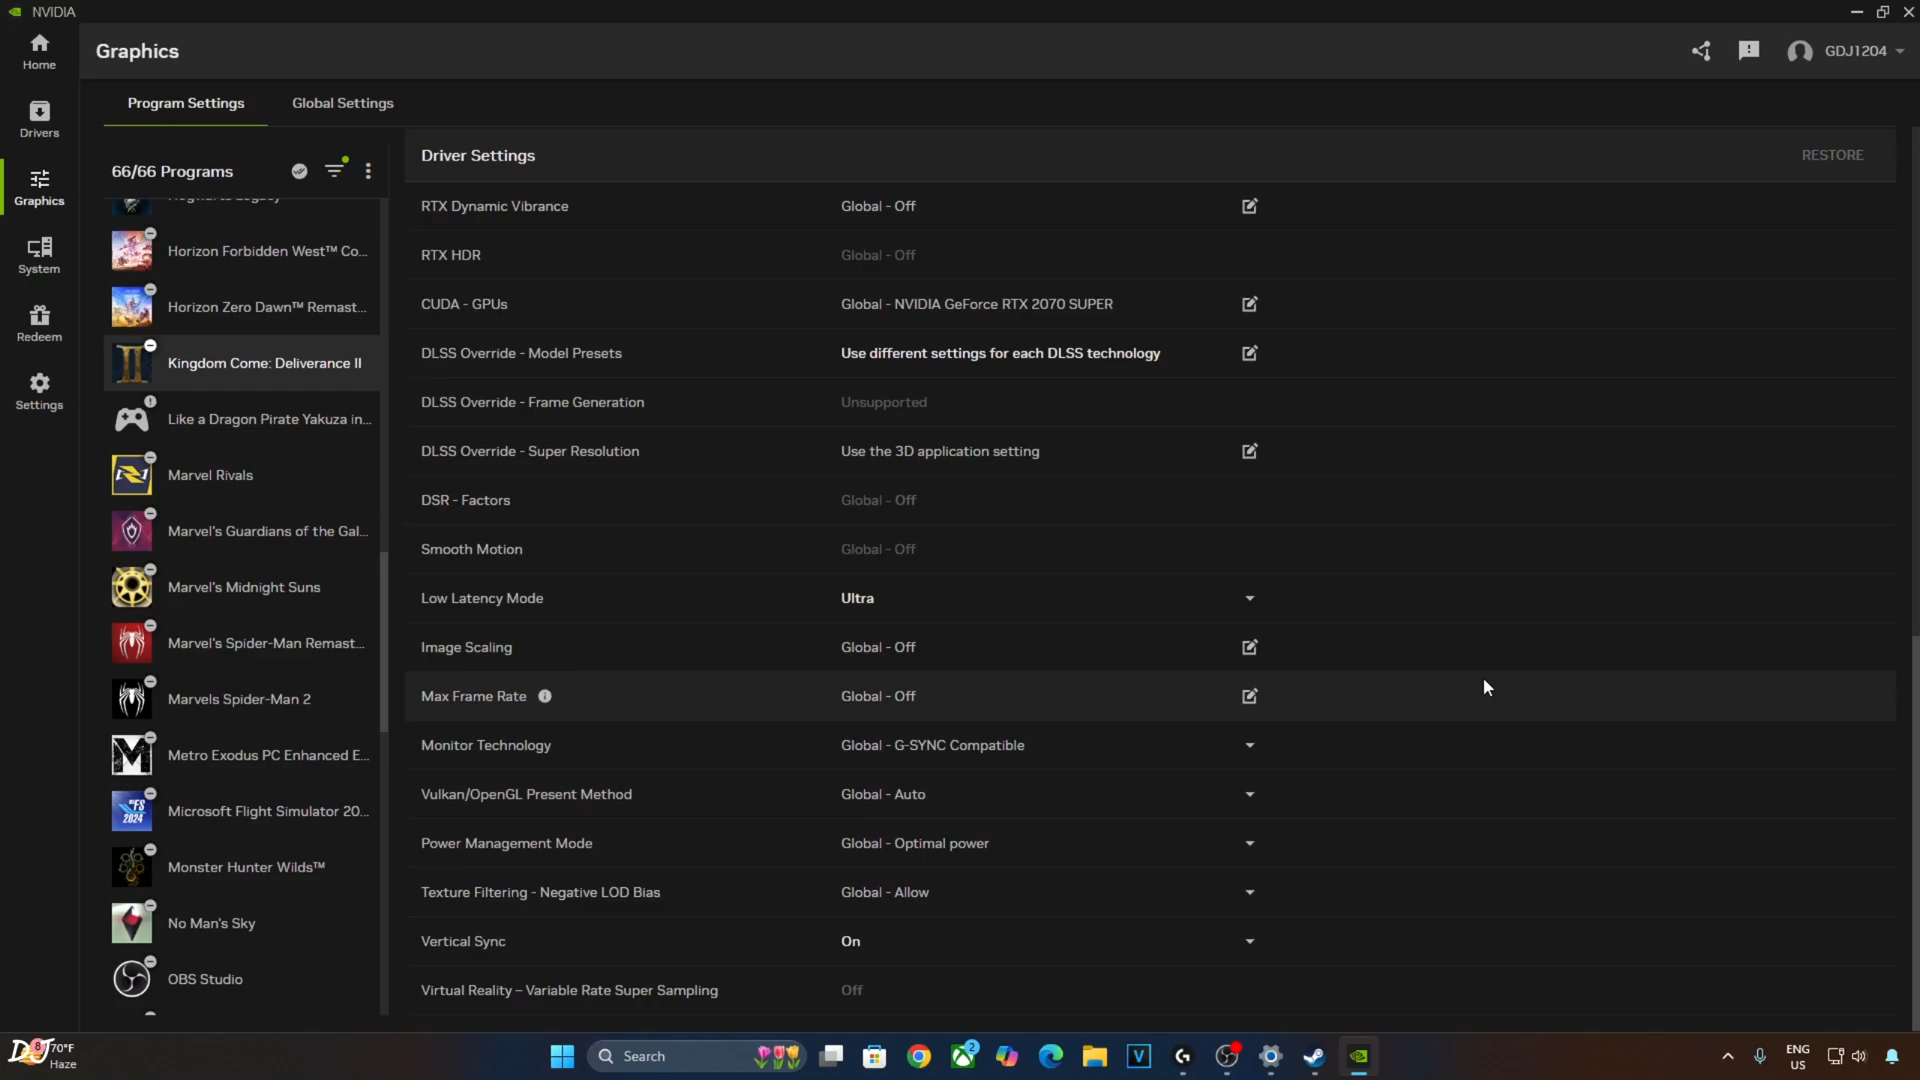 NVIDIA
Home
Graphics
GDJ1204
Program Settings
Global Settings
Drivers
Graphics
System
Redeem
Settings
66/66 Programs
Horizon Forbidden West™ Co...
Horizon Zero Dawn™ Remast...
Kingdom Come: Deliverance II
Like a Dragon Pirate Yakuza in...
Marvel Rivals
Marvel's Guardians of the Gal...
Marvel's Midnight Suns
Marvel's Spider-Man Remast...
Marvels Spider-Man 2
Metro Exodus PC Enhanced E...
Microsoft Flight Simulator 20...
FS
2024
Monster Hunter Wilds™
No Man's Sky
OBS Studio
Driver Settings
RESTORE
RTX Dynamic Vibrance Global - Off
RTX HDR Global - Off
CUDA - GPUs Global - NVIDIA GeForce RTX 2070 SUPER
DLSS Override - Model Presets Use different settings for each DLSS technology
DLSS Override - Frame Generation Unsupported
DLSS Override - Super Resolution Use the 3D application setting
DSR - Factors Global - Off
Smooth Motion Global - Off
Low Latency Mode Ultra
Image Scaling Global - Off
Max Frame Rate Global - Off
Monitor Technology Global - G-SYNC Compatible
Vulkan/OpenGL Present Method Global - Auto
Power Management Mode Global - Optimal power
Texture Filtering - Negative LOD Bias Global - Allow
Vertical Sync On
Virtual Reality – Variable Rate Super Sampling Off
DJ
8
70°F
Haze
Search
2
V
ENG
US